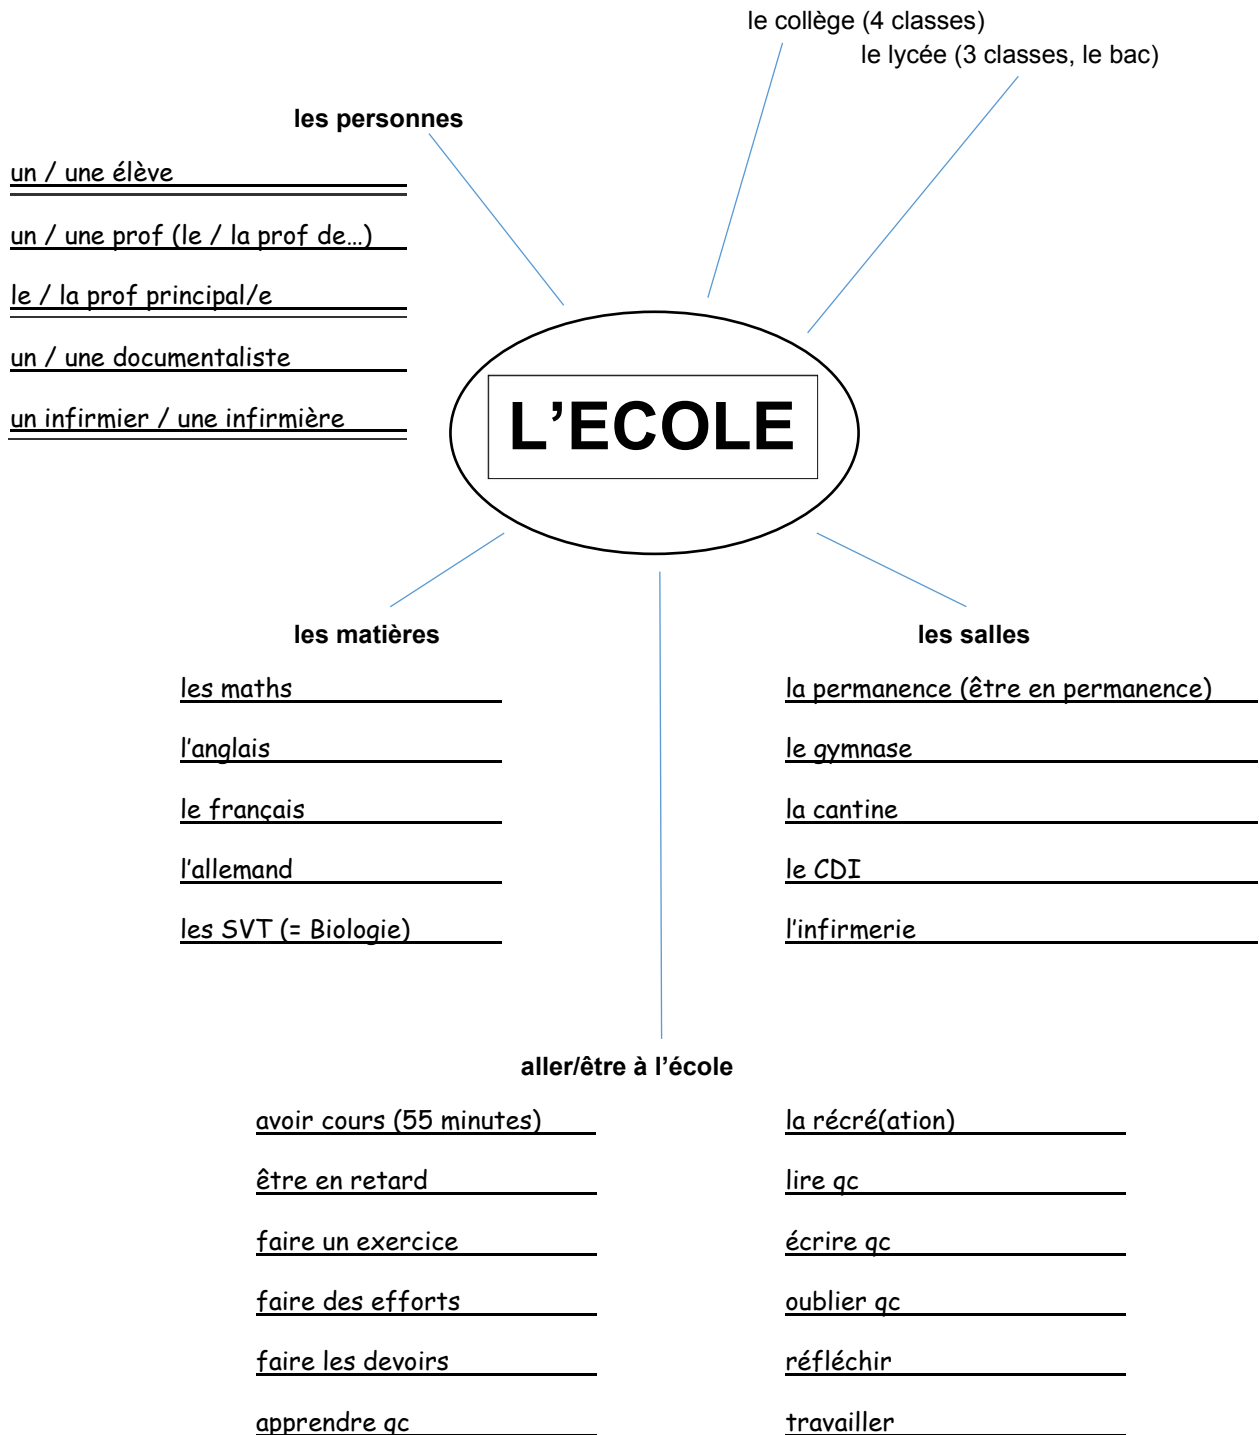 le collège (4 classes)
le lycée (3 classes, le bac)
les personnes
un / une élève
un / une prof (le / la prof de…)
le / la prof principal/e
un / une documentaliste
un infirmier / une infirmière
L’ECOLE
les matières
les maths
l’anglais
le français
l’allemand
les SVT (= Biologie)
les salles
la permanence (être en permanence)
le gymnase
la cantine
le CDI
l’infirmerie
aller/être à l’école
avoir cours (55 minutes)
être en retard
faire un exercice
faire des efforts
faire les devoirs
apprendre qc
la récré(ation)
lire qc
écrire qc
oublier qc
réfléchir
travailler